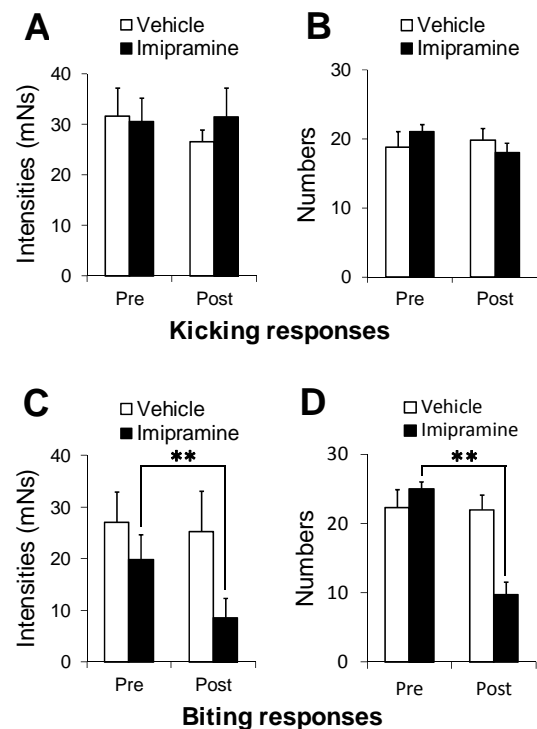 A
Vehicle
Imipramine
Intensities (mNs)
40
30
20
10
0
Pre Post
B
Vehicle
Imipramine
Numbers
30
20
10
0
Pre Post
Kicking responses
C
Vehicle
Imipramine
**
Intensities (mNs)
40
30
20
10
0
Pre Post
D
Vehicle
Imipramine
**
Numbers
30
20
10
0
Pre Post
Biting responses